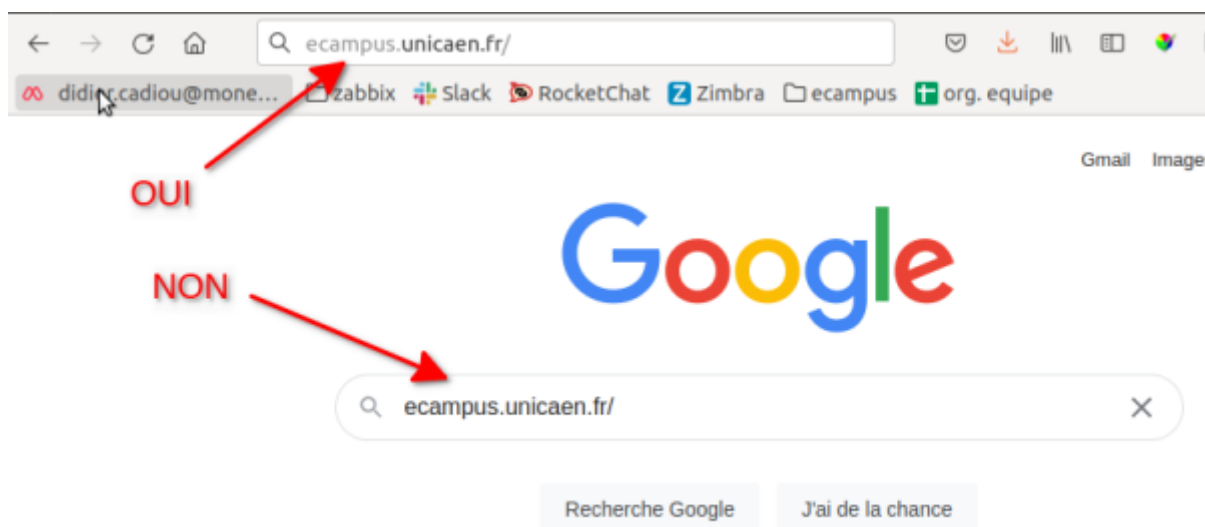 ecampus.unicaen.fr/
didier.cadiou@mone... zabbix Slack RocketChat Zimbra ecampus org. equipe
Gmail Image
OUI
Google
NON
ecampus.unicaen.fr/
Recherche Google J'ai de la chance